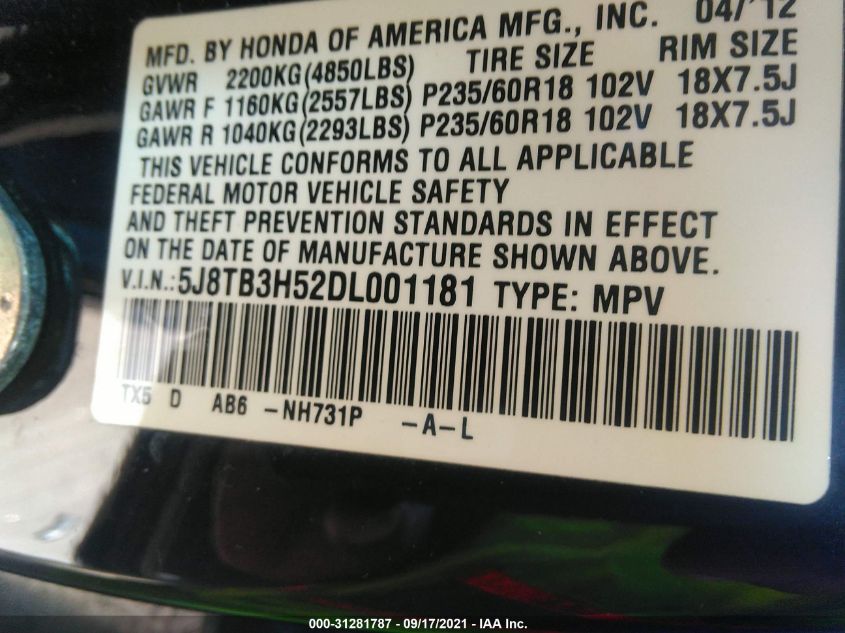 MFD. BY HONDA OF AMERICA MFG., INC. 04/'12
GVWR 2200KG(4850LBS) TIRE SIZE RIM SIZE
GAWR F 1160KG(2557LBS) P235/60R18 102V 18X7.5J
GAWR R 1040KG(2293LBS) P235/60R18 102V 18X7.5J
THIS VEHICLE CONFORMS TO ALL APPLICABLE
FEDERAL MOTOR VEHICLE SAFETY
AND THEFT PREVENTION STANDARDS IN EFFECT
ON THE DATE OF MANUFACTURE SHOWN ABOVE.
V.I.N.:5J8TB3H52DL001181 TYPE: MPV
TX5 D AB6 -NH731P -A-L
000-31281787 - 09/17/2021 - IAA Inc.